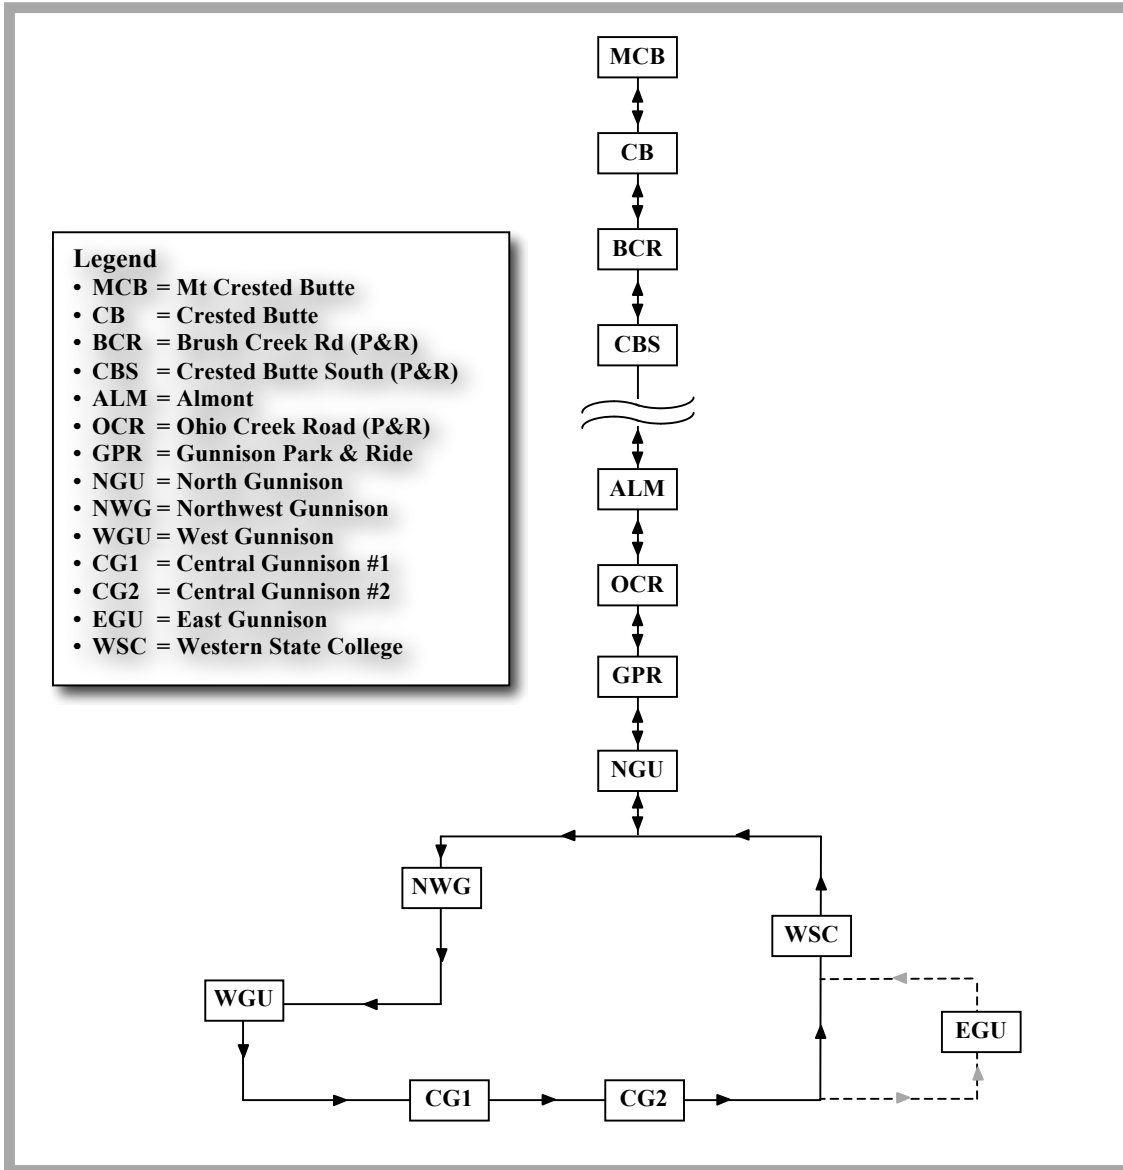 MCB
CB
BCR
CBS
Legend
• MCB = Mt Crested Butte
• CB = Crested Butte
• BCR = Brush Creek Rd (P&R)
• CBS = Crested Butte South (P&R)
• ALM = Almont
• OCR = Ohio Creek Road (P&R)
• GPR = Gunnison Park & Ride
• NGU = North Gunnison
• NWG = Northwest Gunnison
• WGU = West Gunnison
• CG1 = Central Gunnison #1
• CG2 = Central Gunnison #2
• EGU = East Gunnison
• WSC = Western State College
ALM
OCR
GPR
NGU
NWG
WSC
WGU
EGU
CG1
CG2